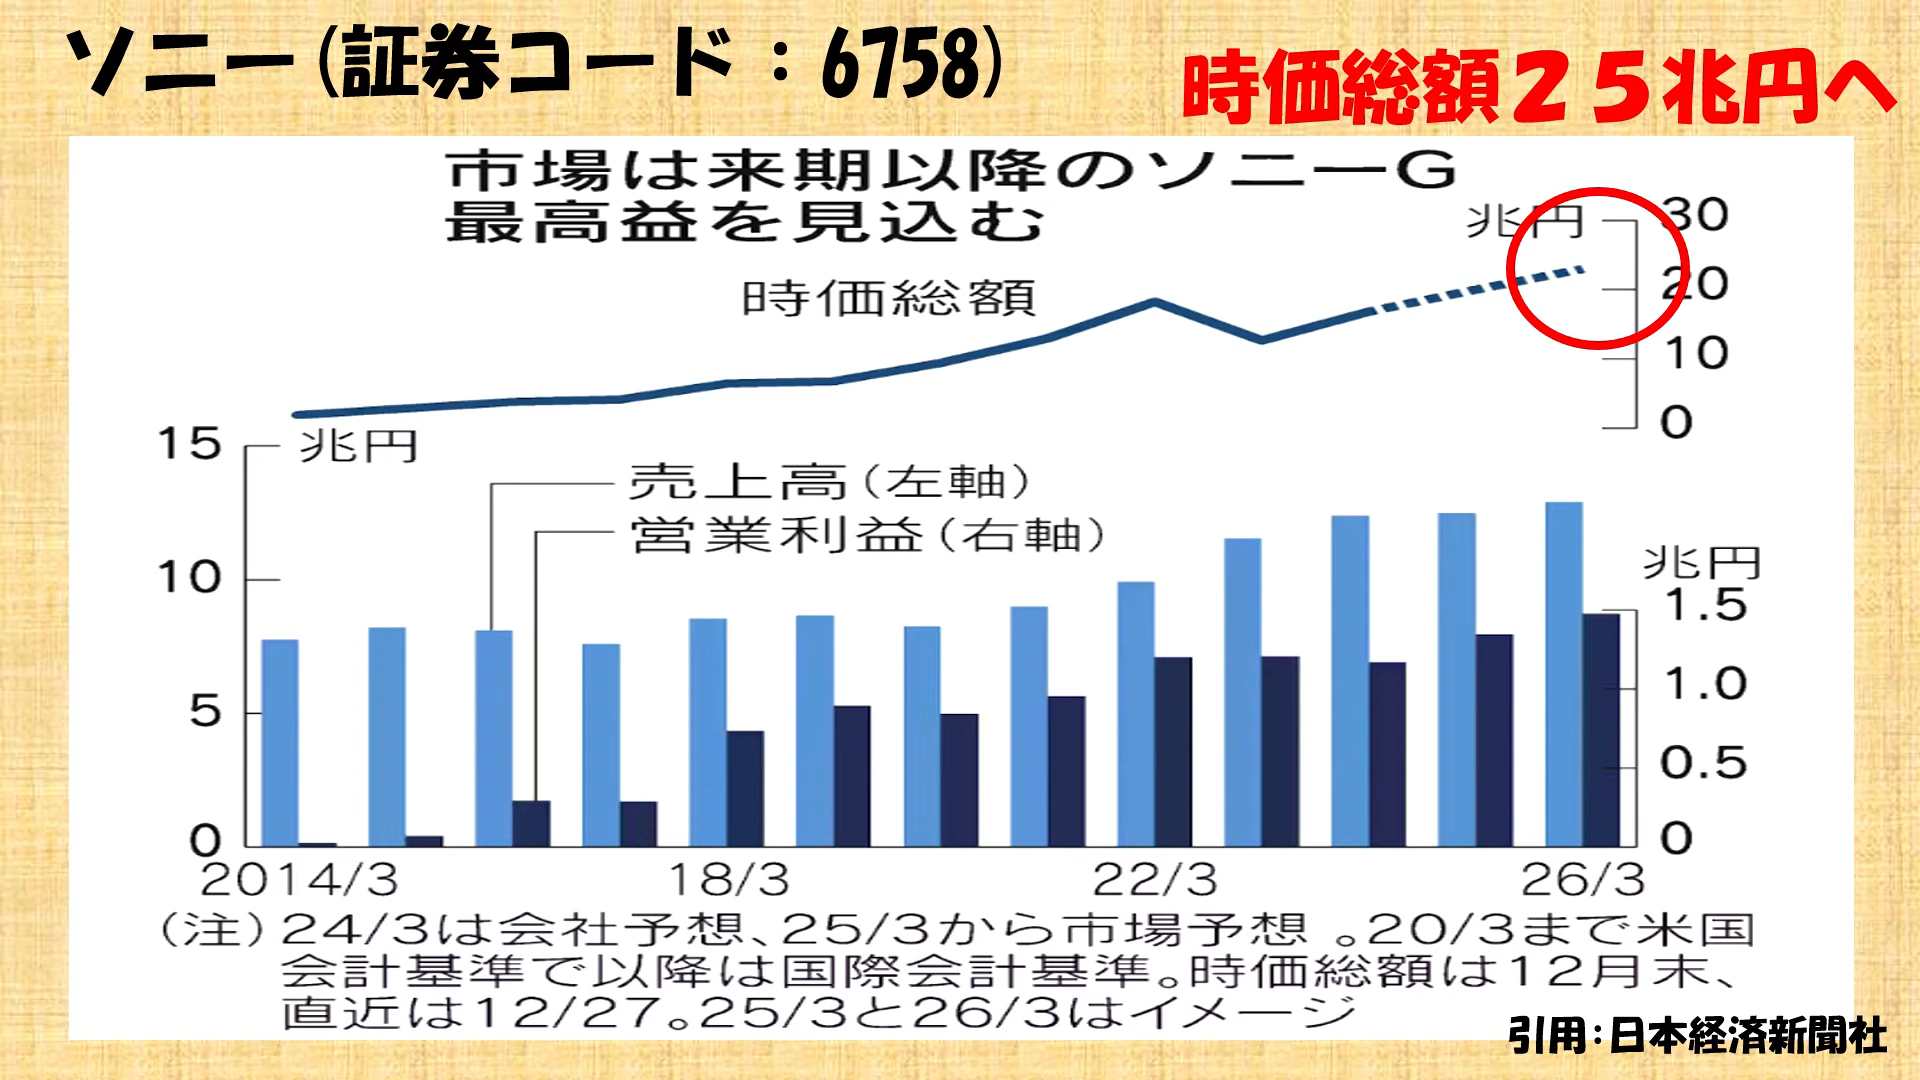 ソニー(証券コード：6758)
時価総額２５兆円へ
市場は来期以降のソニーG
最高益を見込む
兆円
30
20
10
0
時価総額
15
兆円
10
5
0
売上高(左軸)
営業利益(右軸)
兆円
1.5
1.0
0.5
0
2014/3
18/3
22/3
26/3
(注)24/3は会社予想、25/3から市場予想 。20/3まで米国
会計基準で以降は国際会計基準。時価総額は12月末、
直近は12/27。25/3と26/3はイメージ
引用:日本経済新聞社